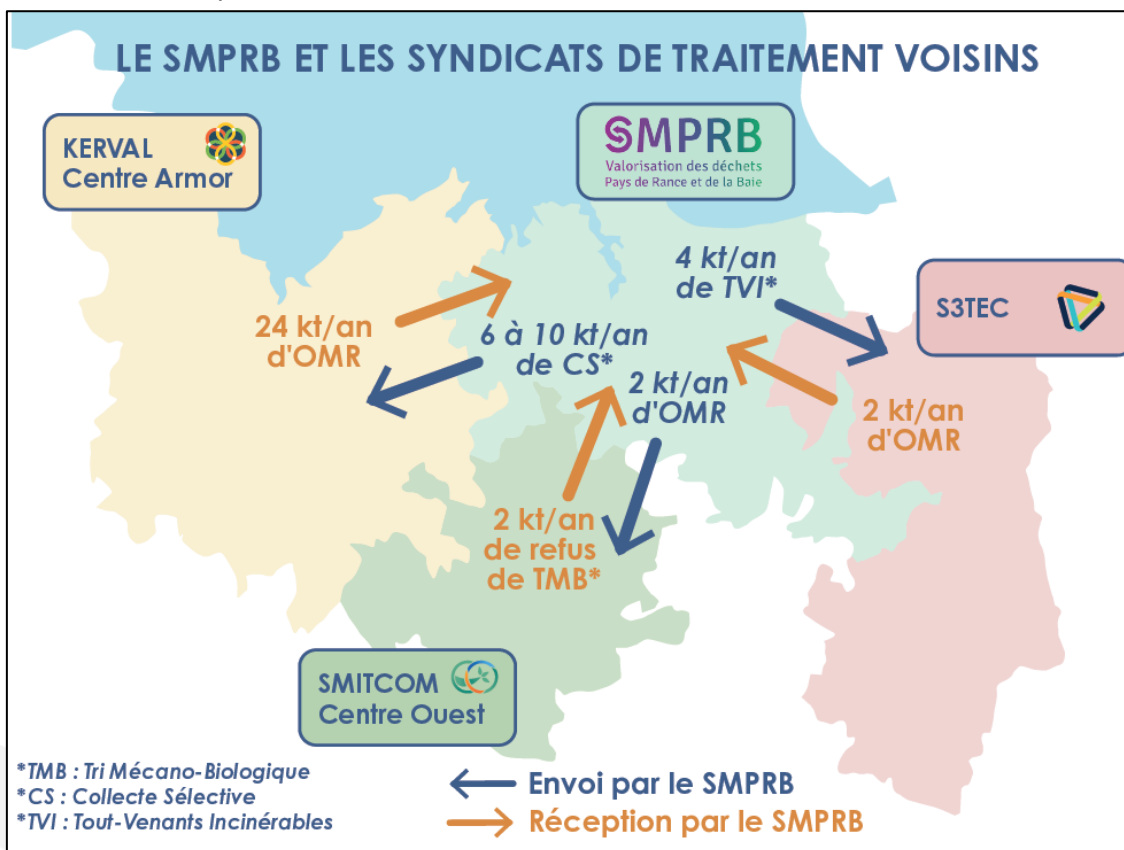 LE SMPRB ET LES SYNDICATS DE TRAITEMENT VOISINS
KERVAL
Centre Armor
SMPRB
Valorisation des déchets
Pays de Rance et de la Baie
4 kt/an
de TVI*
S3TEC
24 kt/an
d'OMR
6 à 10 kt/an
de CS*
2 kt/an
d'OMR
2 kt/an
d'OMR
2 kt/an
de refus
de TMB*
SMITCOM
Centre Ouest
*TMB : Tri Mécano-Biologique
*CS : Collecte Sélective
*TVI : Tout-Venants Incinérables
Envoi par le SMPRB
Réception par le SMPRB